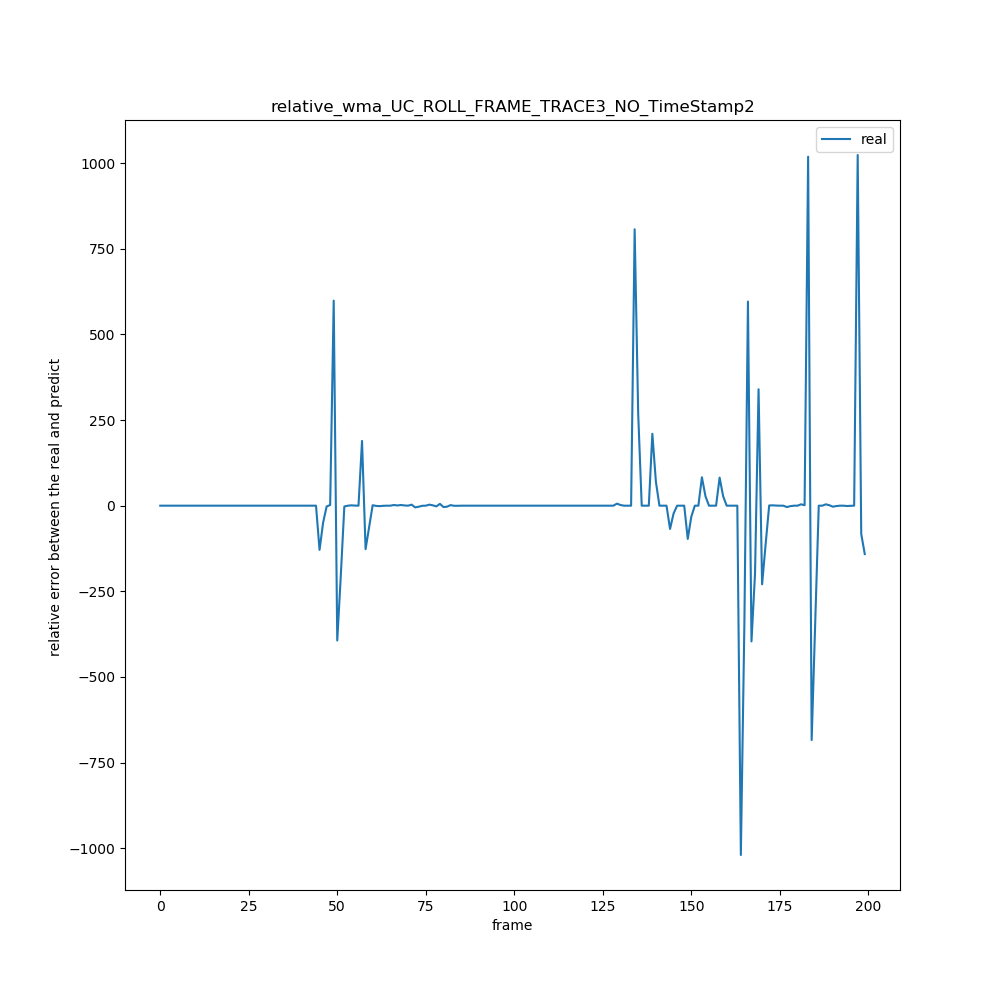 relative_wma_UC_ROLL_FRAME_TRACE3_NO_TimeStamp2
real
1000
750
500
250
0
−250
−500
−750
−1000
relative error between the real and predict
0 25 50 75 100 125 150 175 200
frame